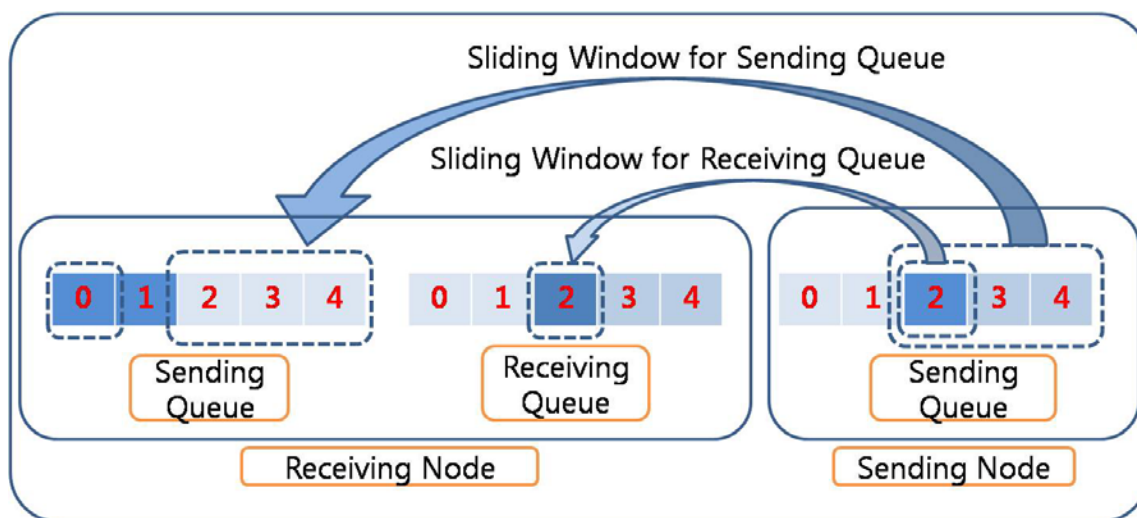 Sliding Window for Sending Queue
Sliding Window for Receiving Queue
0 1 2 3 4
0 1 2 3 4
0 1 2 3 4
Sending
Queue
Receiving
Queue
Sending
Queue
Receiving Node
Sending Node